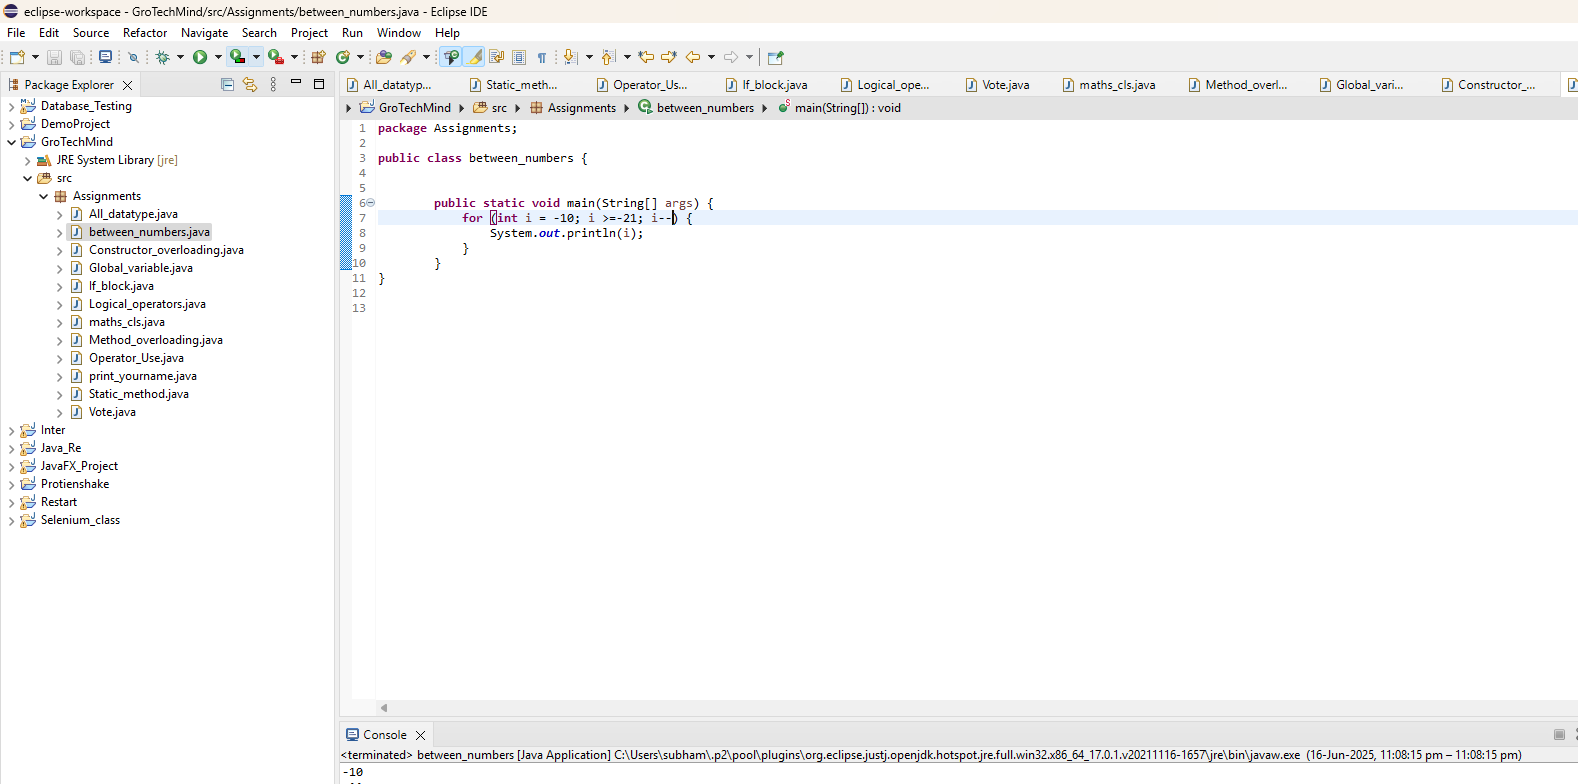 eclipse-workspace - GroTechMind/src/Assignments/between_numbers.java - Eclipse IDE
File Edit Source Refactor Navigate Search Project Run Window Help
Package Explorer
Database_Testing
DemoProject
GroTechMind
JRE System Library [jre]
src
Assignments
All_datatype.java
between_numbers.java
Constructor_overloading.java
Global_variable.java
If_block.java
Logical_operators.java
maths_cls.java
Method_overloading.java
Operator_Use.java
print_yourname.java
Static_method.java
Vote.java
Inter
Java_Re
JavaFX_Project
Protienshake
Restart
Selenium_class
All_datatyp... Static_meth... Operator_Us... If_block.java Logical_ope... Vote.java maths_cls.java Method_overl... Global_vari... Constructor_...
GroTechMind src Assignments between_numbers main(String[]) : void
1 package Assignments;
2
3 public class between_numbers {
4
5
6 public static void main(String[] args) {
7 for (int i = -10; i >=-21; i--) {
8 System.out.println(i);
9 }
10 }
11 }
12
13
Console
<terminated> between_numbers [Java Application] C:\Users\subham\.p2\pool\plugins\org.eclipse.justj.openjdk.hotspot.jre.full.win32.x86_64_17.0.1.v20211116-1657\jre\bin\javaw.exe (16-Jun-2025, 11:08:15 pm – 11:08:15 pm)
-10